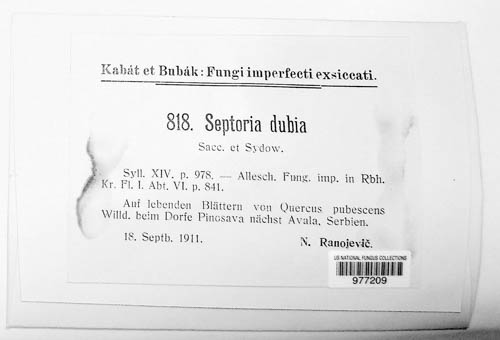 Kabát et Bubák: Fungi imperfecti exsiccati.
818. Septoria dubia
Sacc. et Sydow.
Syll. XIV. p. 978. — Allesch. Fung. imp. in Rbh.
Kr. Fl. I. Abt. VI. p. 841.
Auf lebenden Blättern von Quercus pubescens
Willd. beim Dorfe Pinosava nächst Avala, Serbien.
18. Septb. 1911. N. Ranojevič.
US NATIONAL FUNGUS COLLECTIONS
977209